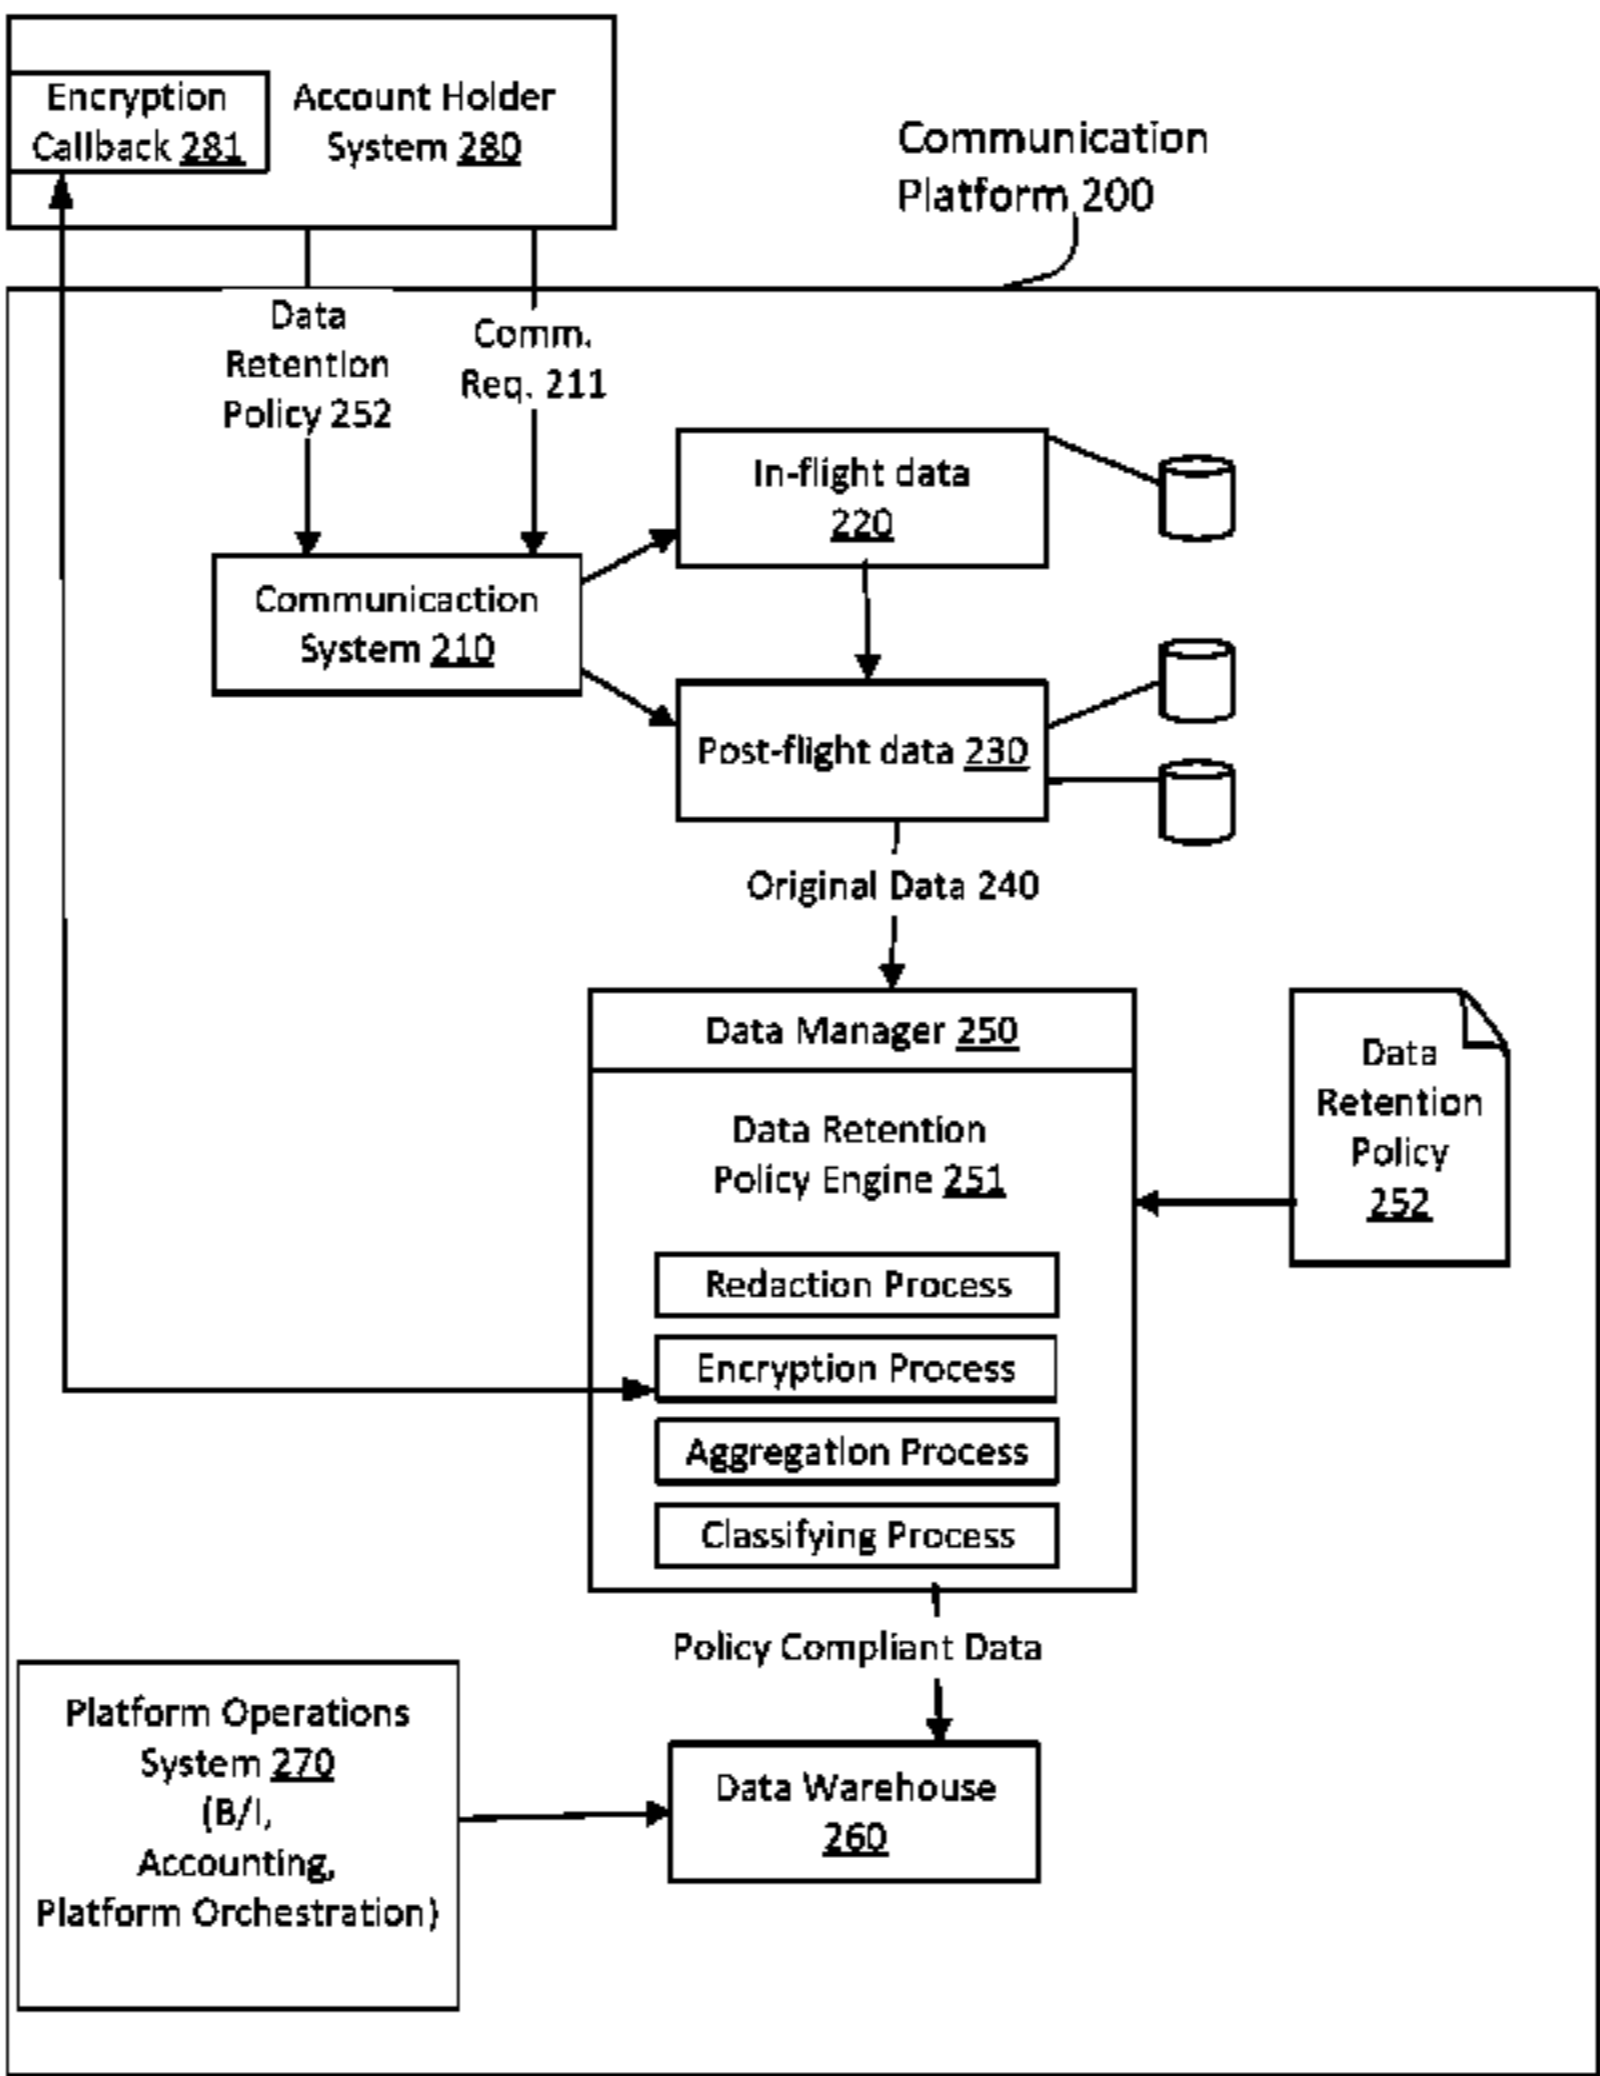 Encryption
Callback 281
Account Holder
System 280
Communication
Platform 200
Data
Retention
Policy 252
Comm.
Req. 211
In-flight data
220
Communicaction
System 210
Post-flight data 230
Original Data 240
Data Manager 250
Data Retention
Policy Engine 251
Data
Retention
Policy
252
Redaction Process
Encryption Process
Aggregation Process
Classifying Process
Policy Compliant Data
Platform Operations
System 270
(B/I,
Accounting,
Platform Orchestration)
Data Warehouse
260